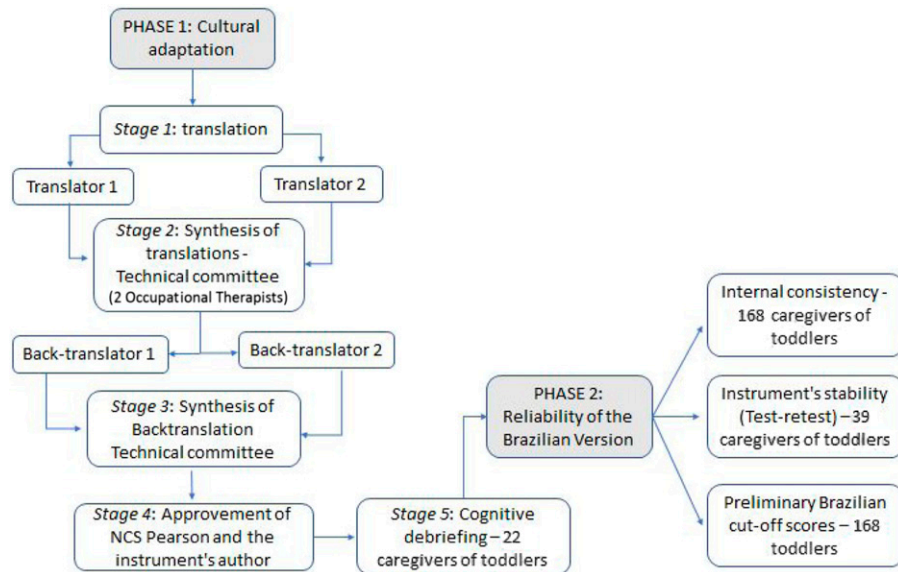 PHASE 1: Cultural
adaptation
Stage 1: translation
Translator 1
Translator 2
Stage 2: Synthesis of
translations -
Technical committee
(2 Occupational Therapists)
Back-translator 1
Back-translator 2
Stage 3: Synthesis of
Backtranslation
Technical committee
Stage 4: Approvement of
NCS Pearson and the
instrument's author
Stage 5: Cognitive
debriefing – 22
caregivers of toddlers
PHASE 2:
Reliability of the
Brazilian Version
Internal consistency -
168 caregivers of
toddlers
Instrument's stability
(Test-retest) – 39
caregivers of toddlers
Preliminary Brazilian
cut-off scores – 168
toddlers